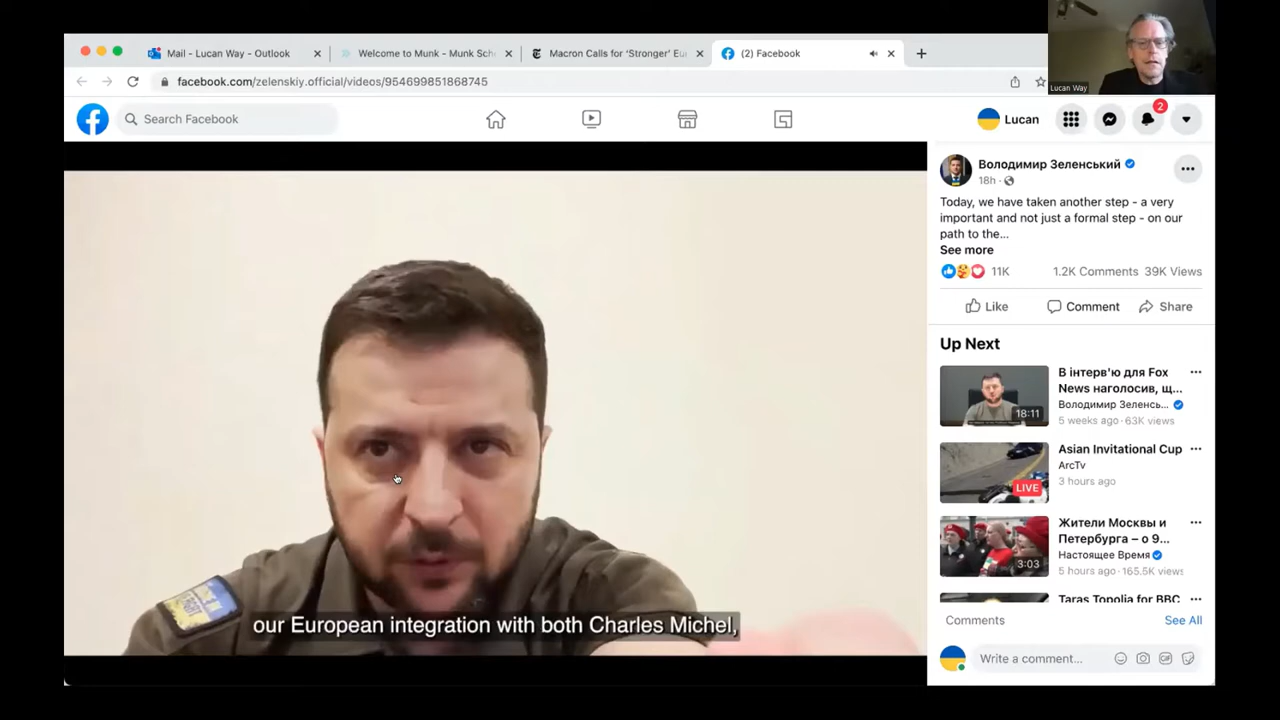 Mail - Lucan Way - Outlook
Welcome to Munk - Munk Sch
Macron Calls for ‘Stronger’ Eu
(2) Facebook
Lucan Way
facebook.com/zelenskiy.official/videos/954699851868745
Search Facebook
Lucan
2
Володимир Зеленський
18h ·
Today, we have taken another step - a very
important and not just a formal step - on our
path to the...
See more
11K 1.2K Comments 39K Views
Like Comment Share
Up Next
В інтерв'ю для Fox
News наголосив, щ...
Володимир Зеленсь...
5 weeks ago · 63K views
18:11
Asian Invitational Cup
ArcTv
3 hours ago
LIVE
Жители Москвы и
Петербурга – о 9...
Настоящее Время
5 hours ago · 165.5K views
3:03
Taras Topolia for BBC
Comments See All
Write a comment...
our European integration with both Charles Michel,